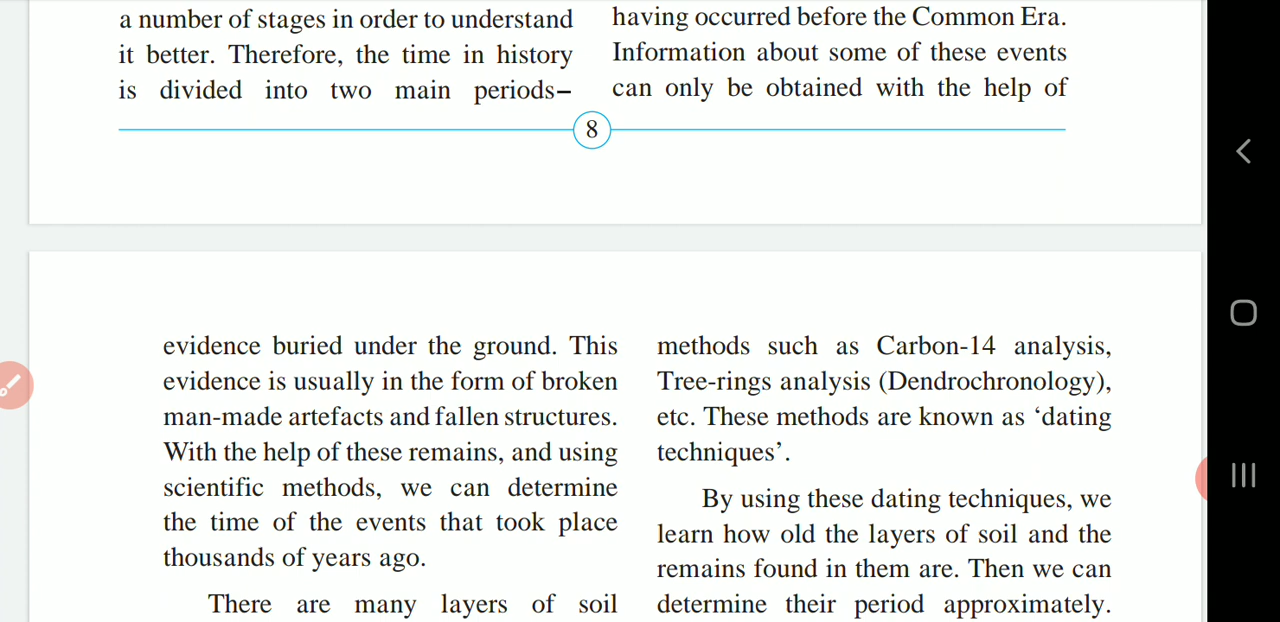 a number of stages in order to understand
it better. Therefore, the time in history
is divided into two main periods–
having occurred before the Common Era.
Information about some of these events
can only be obtained with the help of
8
evidence buried under the ground. This
evidence is usually in the form of broken
man-made artefacts and fallen structures.
With the help of these remains, and using
scientific methods, we can determine
the time of the events that took place
thousands of years ago.
There are many layers of soil
methods such as Carbon-14 analysis,
Tree-rings analysis (Dendrochronology),
etc. These methods are known as ‘dating
techniques’.
By using these dating techniques, we
learn how old the layers of soil and the
remains found in them are. Then we can
determine their period approximately.